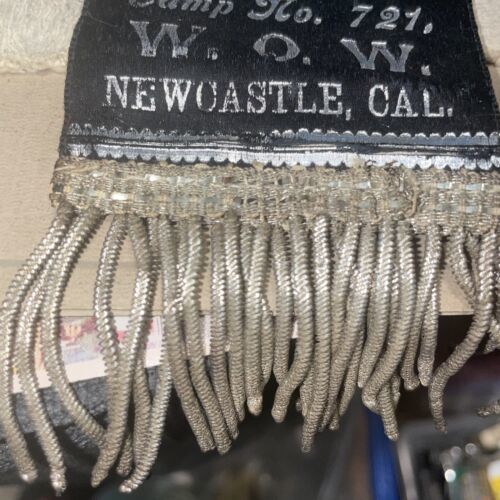 Camp No. 721,
W. O. W.
NEWCASTLE, CAL.